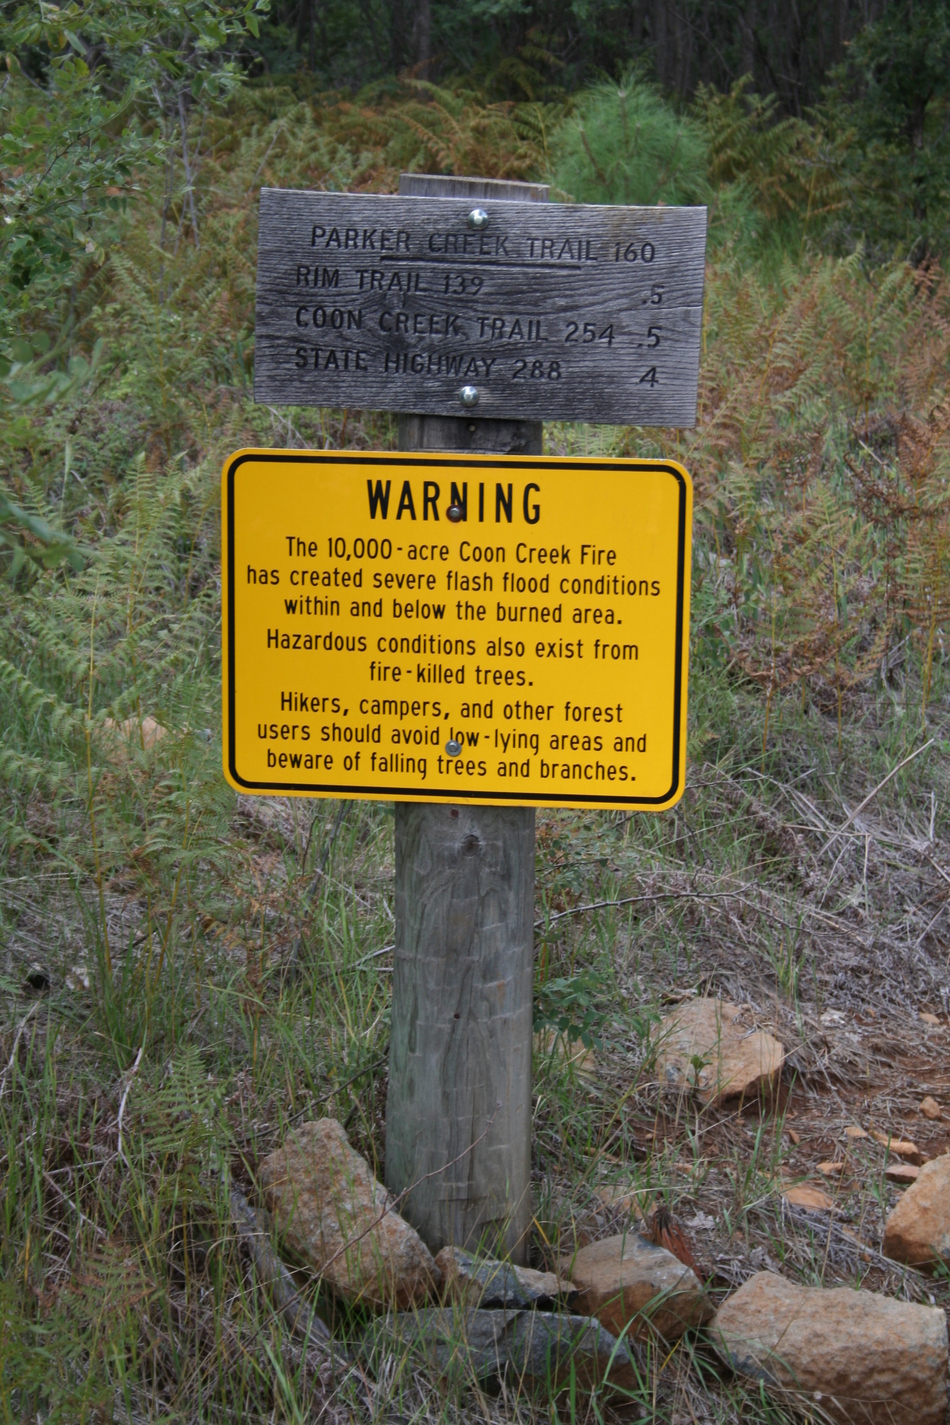 PARKER CREEK TRAIL 160
RIM TRAIL 139 .5
COON CREEK TRAIL 254 .5
STATE HIGHWAY 288 4
WARNING
The 10,000-acre Coon Creek Fire
has created severe flash flood conditions
within and below the burned area.
Hazardous conditions also exist from
fire-killed trees.
Hikers, campers, and other forest
users should avoid low-lying areas and
beware of falling trees and branches.